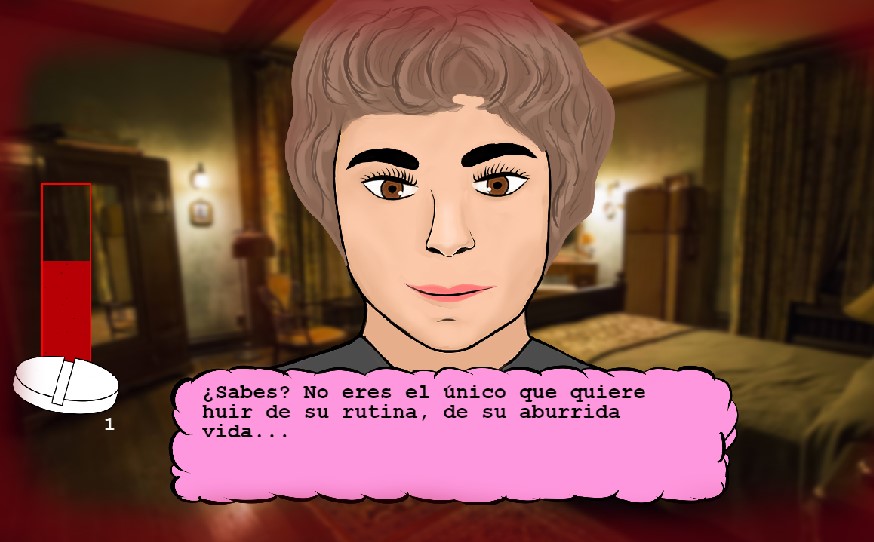 ¿Sabes? No eres el único que quiere
huir de su rutina, de su aburrida
vida...
1